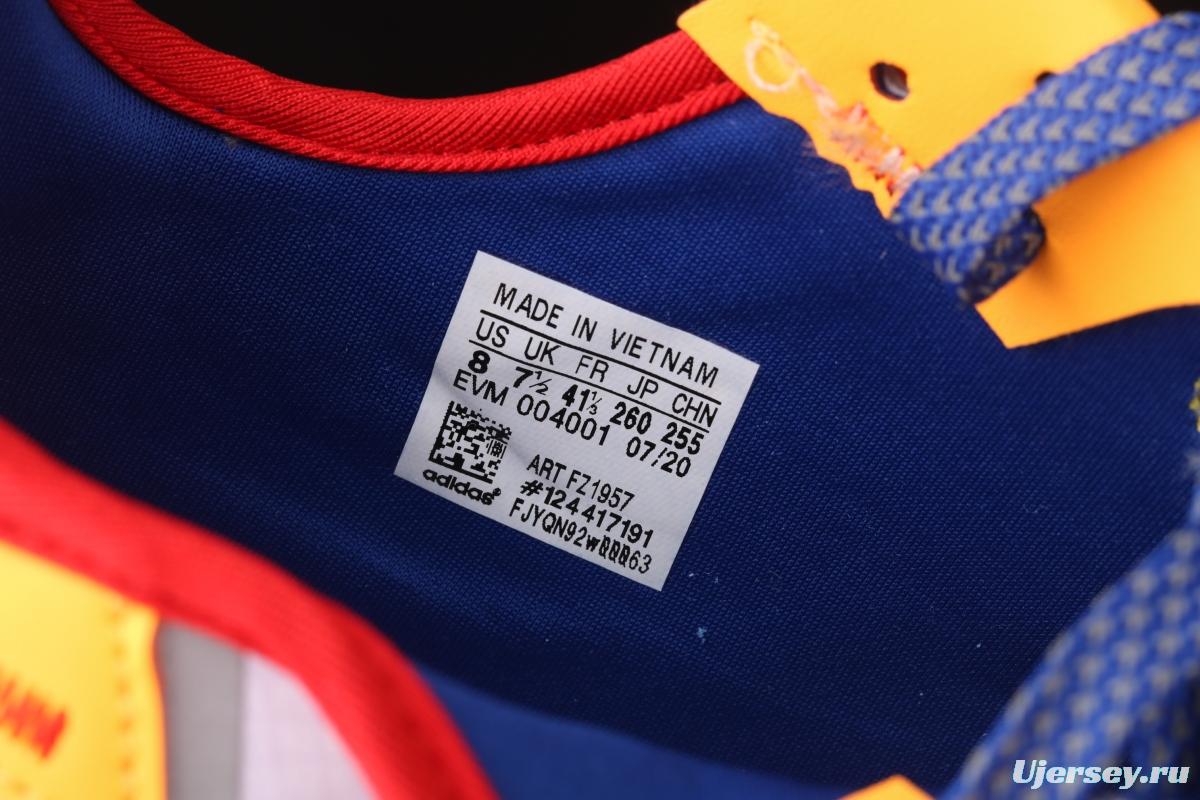 MADE IN VIETNAM
US UK FR JP CHN
8 7½ 41⅓ 260 255
EVM 004001 07/20
ART FZ1957
#124417191
FJYQN92w00063
adidas®
Ujersey.ru